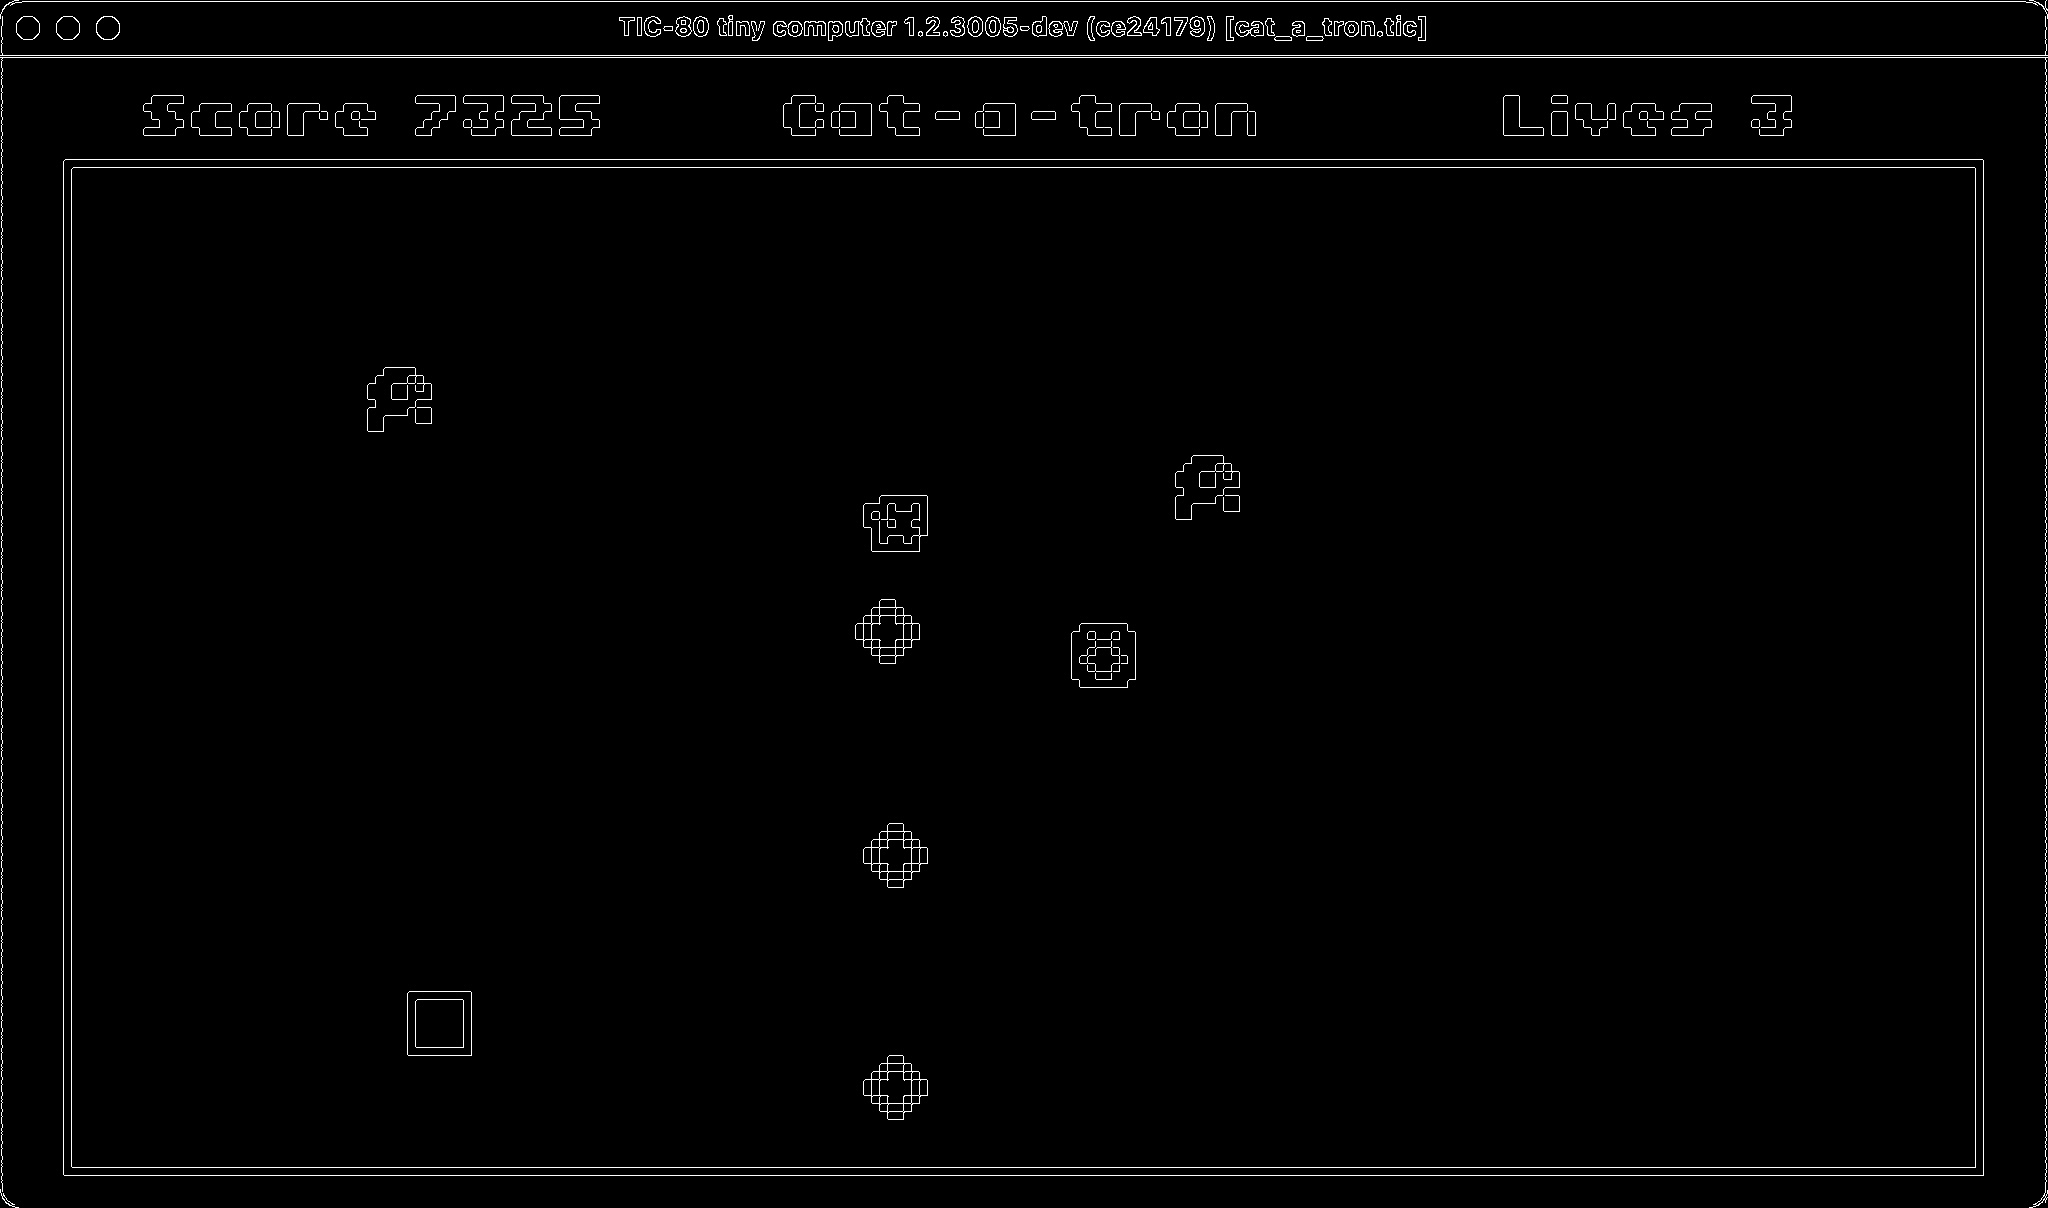 TIC-80 tiny computer 1.2.3005-dev (ce24179) [cat_a_tron.tic]
Score 7325 Cat-a-tron Lives 3